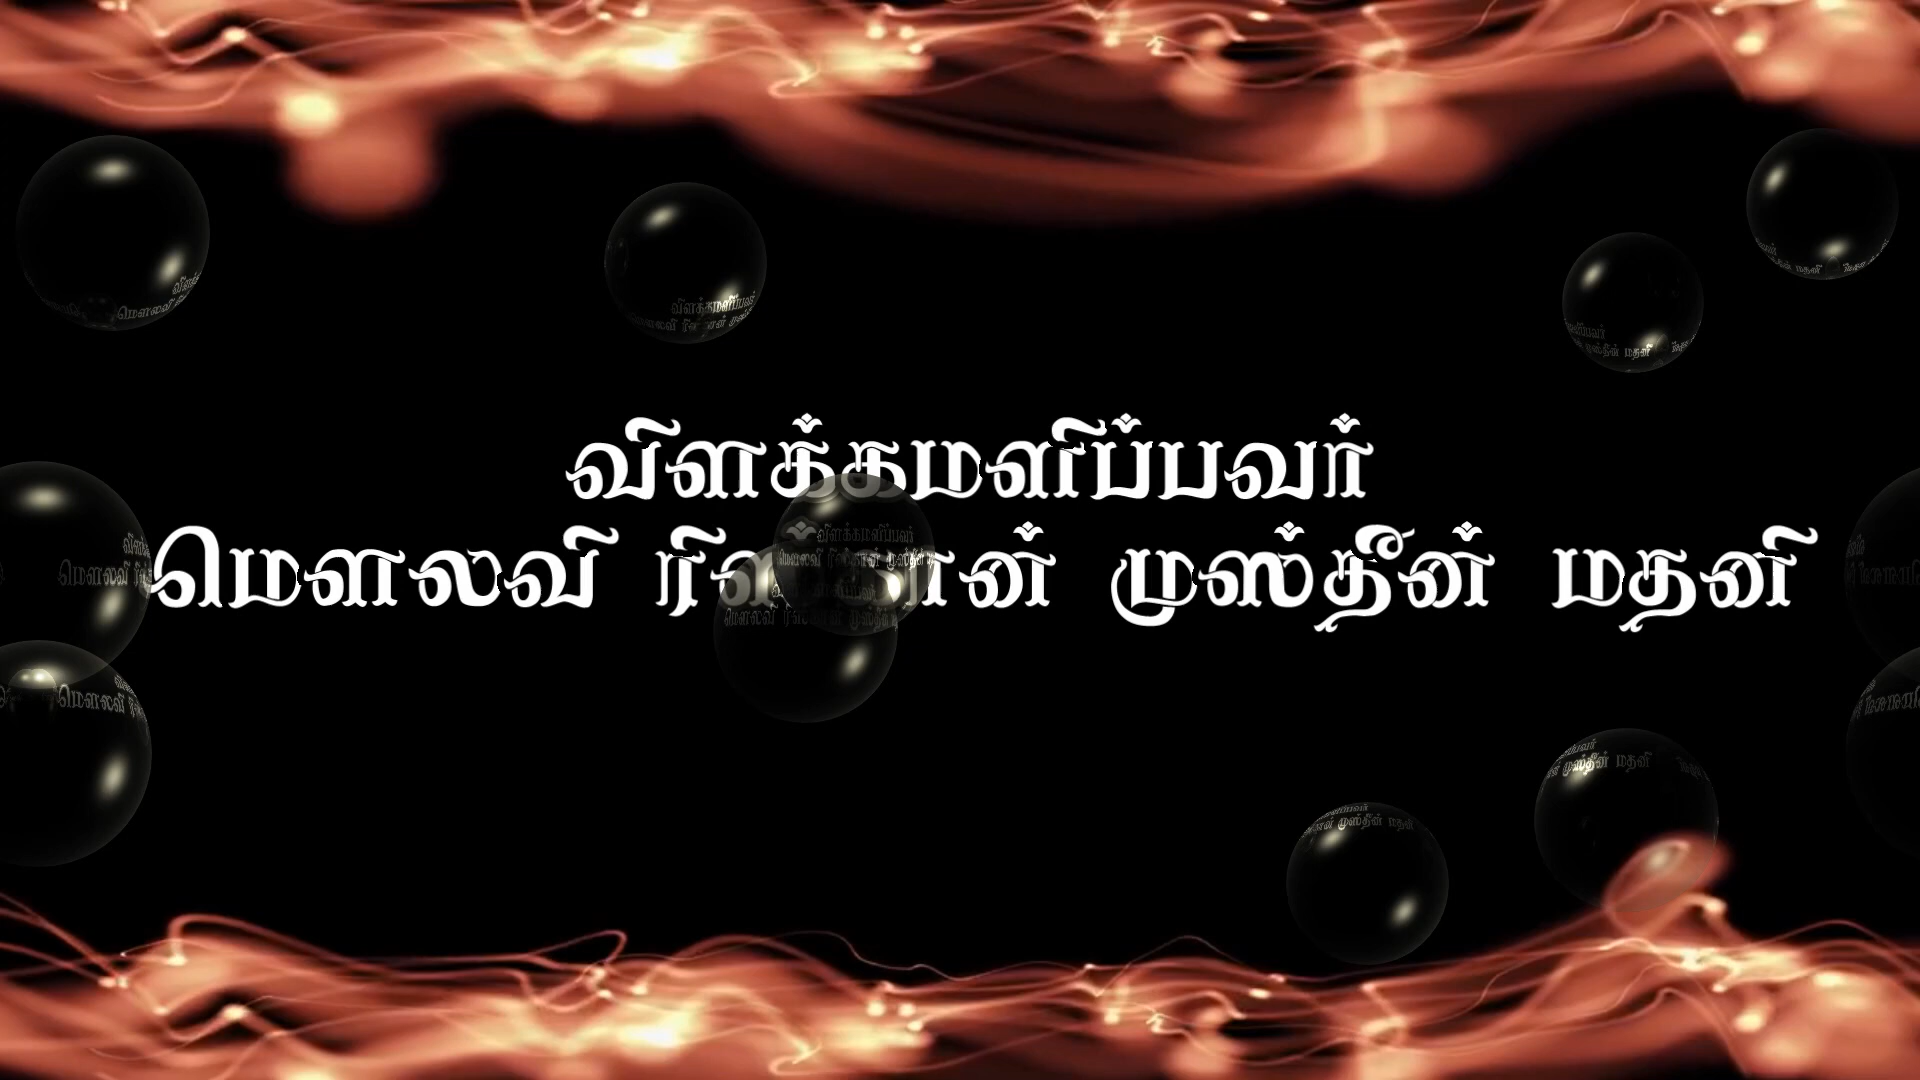 விளக்கமளிப்பவர்
மௌலவி ரிஸ்கான் முஸ்தீன் மதனி